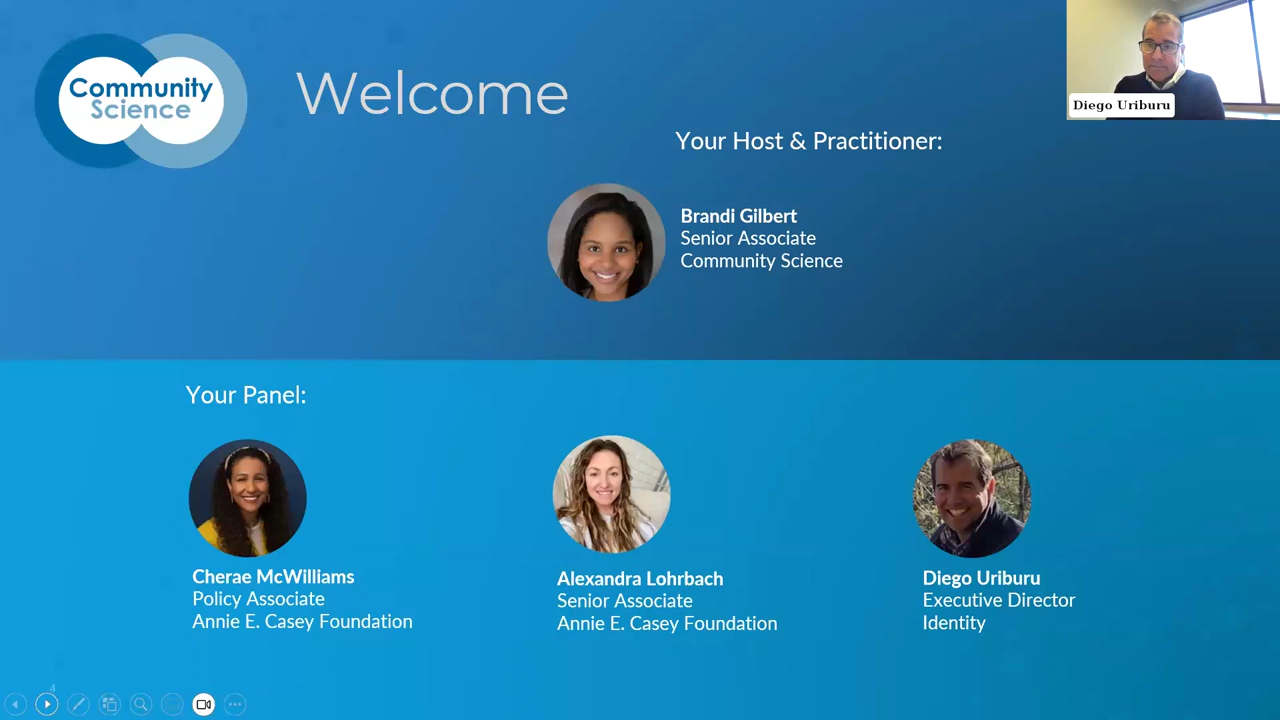 Community
Science
Welcome
Diego Uriburu
Your Host & Practitioner:
Brandi Gilbert
Senior Associate
Community Science
Your Panel:
Cherae McWilliams
Policy Associate
Annie E. Casey Foundation
Alexandra Lohrbach
Senior Associate
Annie E. Casey Foundation
Diego Uriburu
Executive Director
Identity
4